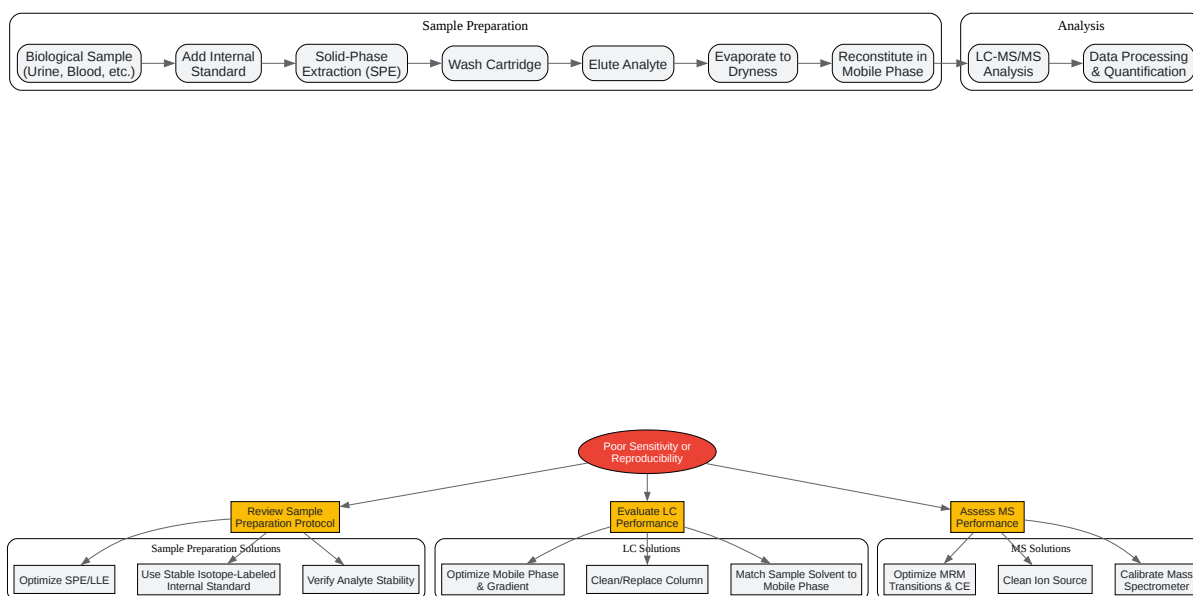 Sample Preparation
Analysis
Biological Sample
(Urine, Blood, etc.)
Add Internal
Standard
Solid-Phase
Extraction (SPE)
Wash Cartridge
Elute Analyte
Evaporate to
Dryness
Reconstitute in
Mobile Phase
LC-MS/MS
Analysis
Data Processing
& Quantification
Poor Sensitivity or
Reproducibility
Review Sample
Preparation Protocol
Evaluate LC
Performance
Assess MS
Performance
Sample Preparation Solutions
Optimize SPE/LLE
Use Stable Isotope-Labeled
Internal Standard
Verify Analyte Stability
LC Solutions
Optimize Mobile Phase
& Gradient
Clean/Replace Column
Match Sample Solvent to
Mobile Phase
MS Solutions
Optimize MRM
Transitions & CE
Clean Ion Source
Calibrate Mass
Spectrometer